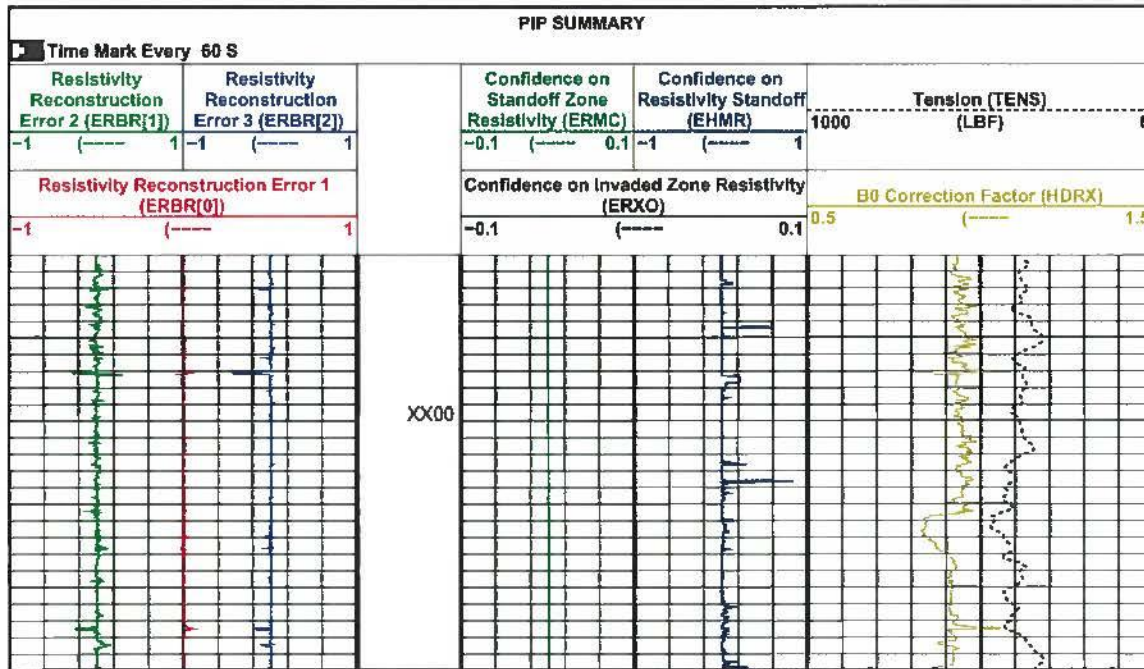 PIP SUMMARY
Time Mark Every 60 S
Resistivity
Reconstruction
Error 2 (ERBR[1])
-1 (----- 1
Resistivity
Reconstruction
Error 3 (ERBR[2])
-1 (----- 1
Confidence on
Standoff Zone
Resistivity (ERMC)
-0.1 (----- 0.1
Confidence on
Resistivity Standoff
(EHMR)
-1 (----- 1
Tension (TENS)
1000 (LBF)
Resistivity Reconstruction Error 1
(ERBR[0])
-1 (----- 1
Confidence on Invaded Zone Resistivity
(ERXO)
-0.1 (----- 0.1
B0 Correction Factor (HDRX)
0.5 (----- 1.5
XX00